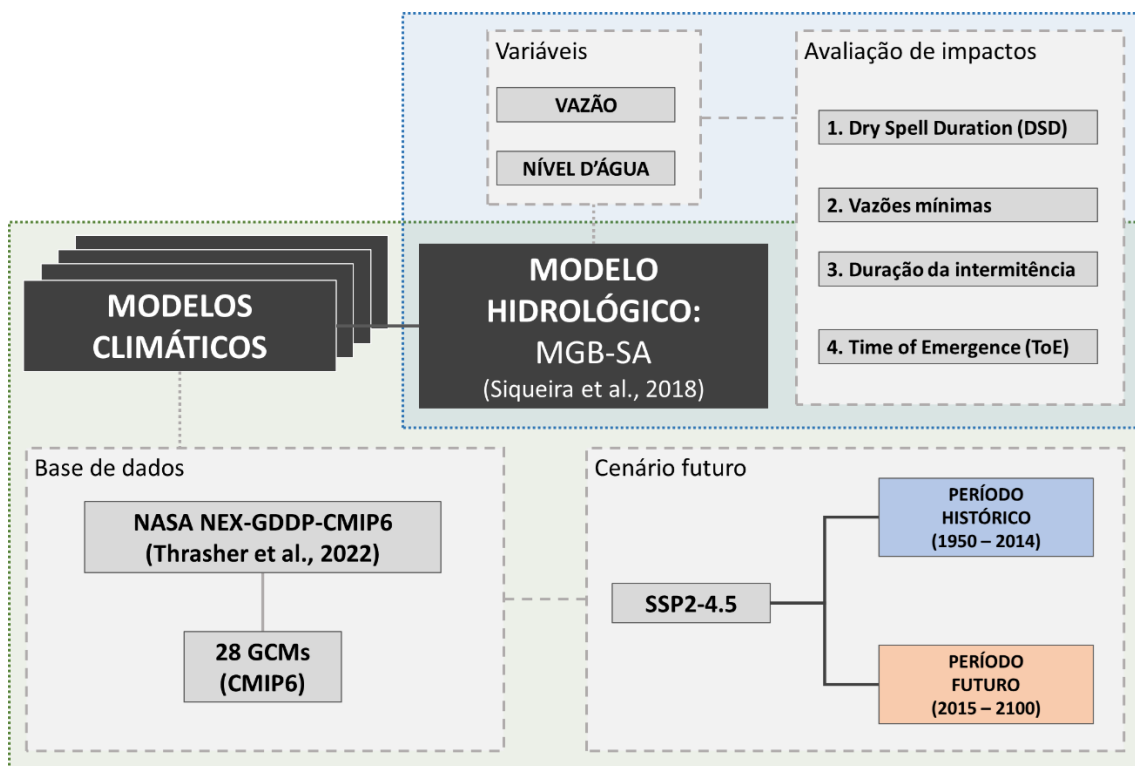 Variáveis
VAZÃO
NÍVEL D’ÁGUA
Avaliação de impactos
1. Dry Spell Duration (DSD)
2. Vazões mínimas
3. Duração da intermitência
4. Time of Emergence (ToE)
MODELOS
CLIMÁTICOS
MODELO
HIDROLÓGICO:
MGB-SA
(Siqueira et al., 2018)
Base de dados
NASA NEX-GDDP-CMIP6
(Thrasher et al., 2022)
28 GCMs
(CMIP6)
Cenário futuro
SSP2-4.5
PERÍODO
HISTÓRICO
(1950 – 2014)
PERÍODO
FUTURO
(2015 – 2100)